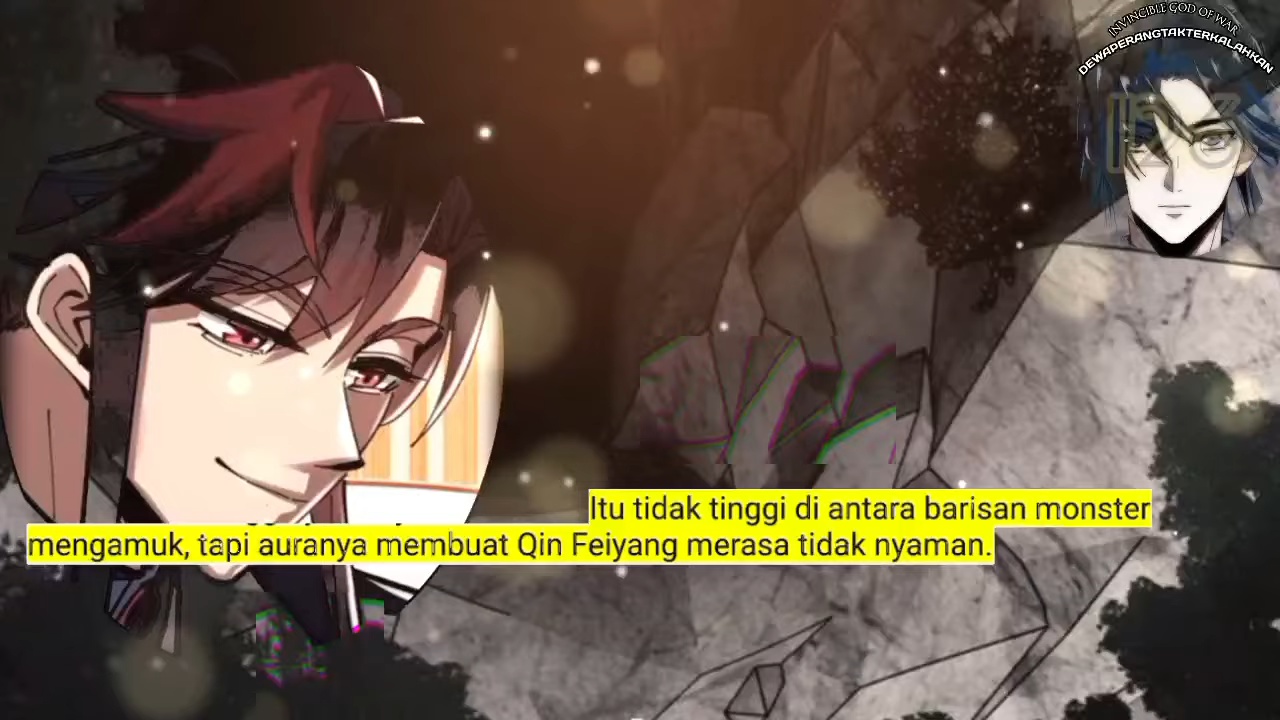 INVINCIBLE GOD OF WAR
DEWAPERANGTAKTERKALAHKAN
Itu tidak tinggi di antara barisan monster
mengamuk, tapi auranya membuat Qin Feiyang merasa tidak nyaman.